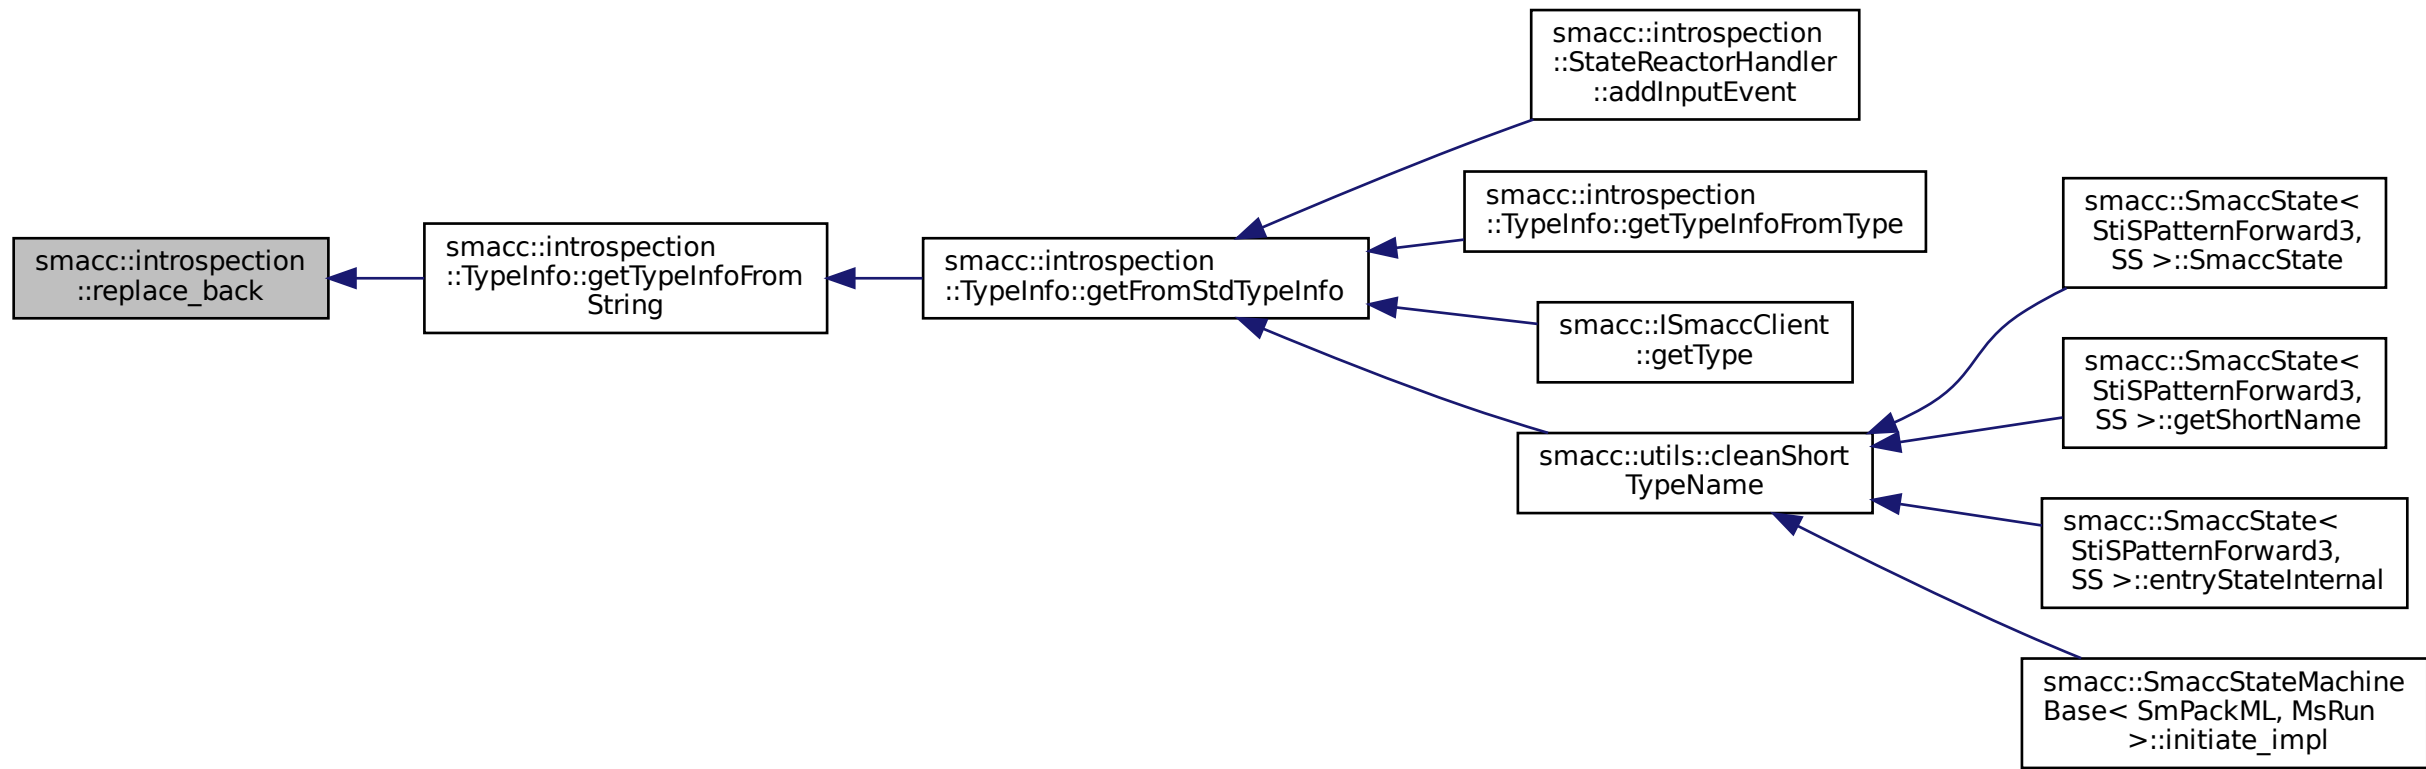 smacc::introspection
::replace_back
smacc::introspection
::TypeInfo::getTypeInfoFrom
String
smacc::introspection
::TypeInfo::getFromStdTypeInfo
smacc::introspection
::StateReactorHandler
::addInputEvent
smacc::introspection
::TypeInfo::getTypeInfoFromType
smacc::ISmaccClient
::getType
smacc::utils::cleanShort
TypeName
smacc::SmaccState<
StiSPatternForward3,
SS >::SmaccState
smacc::SmaccState<
StiSPatternForward3,
SS >::getShortName
smacc::SmaccState<
StiSPatternForward3,
SS >::entryStateInternal
smacc::SmaccStateMachine
Base< SmPackML, MsRun
>::initiate_impl